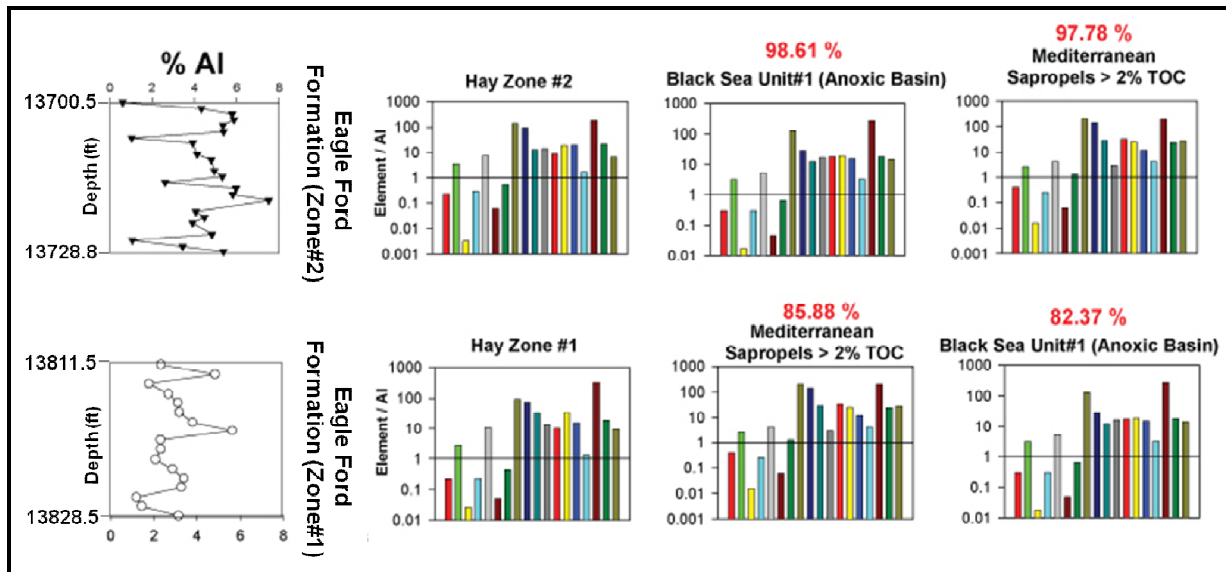 % Al
0 2 4 6 8
13700.5
13728.8
Depth (ft)
Eagle Ford
Formation (Zone#2)
Hay Zone #2
Element / Al
1000
100
10
1
0.1
0.01
0.001
98.61 %
Black Sea Unit#1 (Anoxic Basin)
1000
100
10
1
0.1
0.01
97.78 %
Mediterranean
Sapropels > 2% TOC
1000
100
10
1
0.1
0.01
0.001
13811.5
13828.5
Depth (ft)
0 2 4 6 8
Eagle Ford
Formation (Zone#1)
Hay Zone #1
Element / Al
1000
100
10
1
0.1
0.01
85.88 %
Mediterranean
Sapropels > 2% TOC
1000
100
10
1
0.1
0.01
0.001
82.37 %
Black Sea Unit#1 (Anoxic Basin)
1000
100
10
1
0.1
0.01